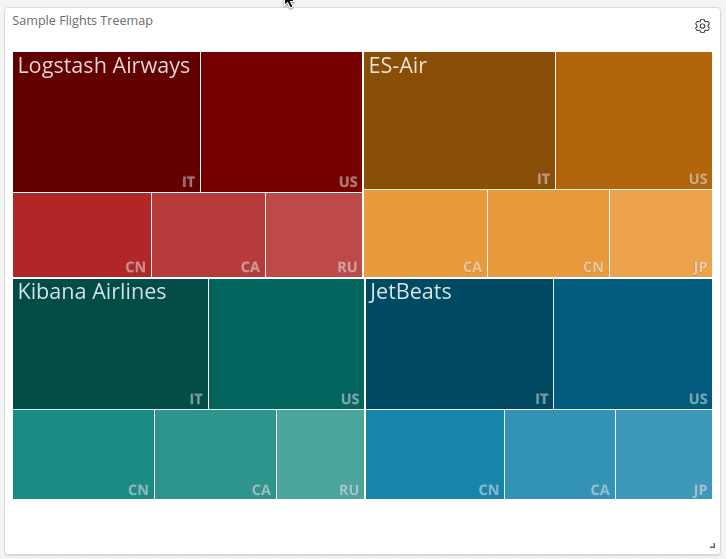 Sample Flights Treemap
Logstash Airways
IT
US
CN
CA
RU
ES-Air
IT
US
CA
CN
JP
Kibana Airlines
IT
US
CN
CA
RU
JetBeats
IT
US
CN
CA
JP